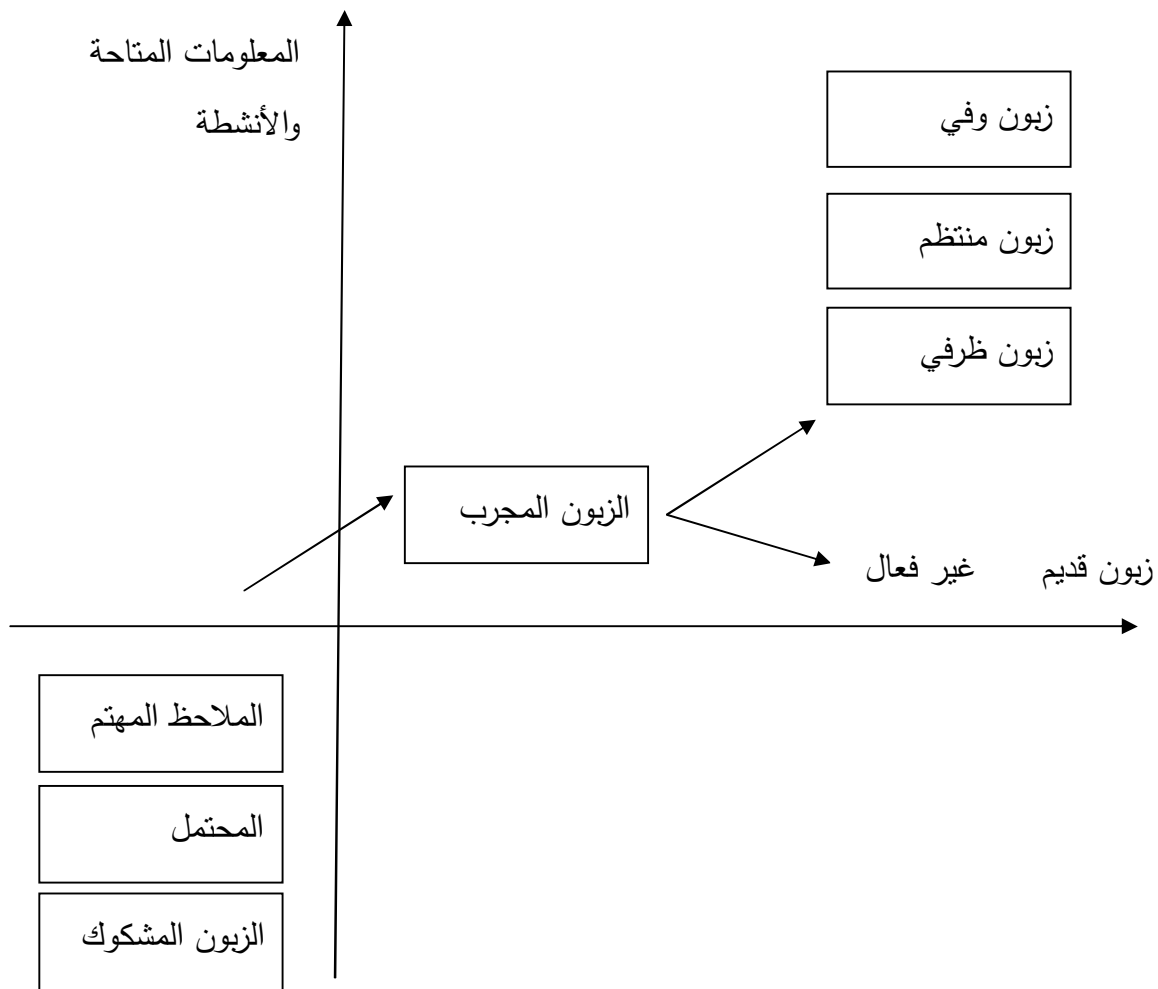 المعلومات المتاحة
والأنشطة
زبون وفي
زبون منتظم
زبون ظرفي
الزبون المجرب
زبون قديم غير فعال
الملاحظ المهتم
المحتمل
الزبون المشكوك